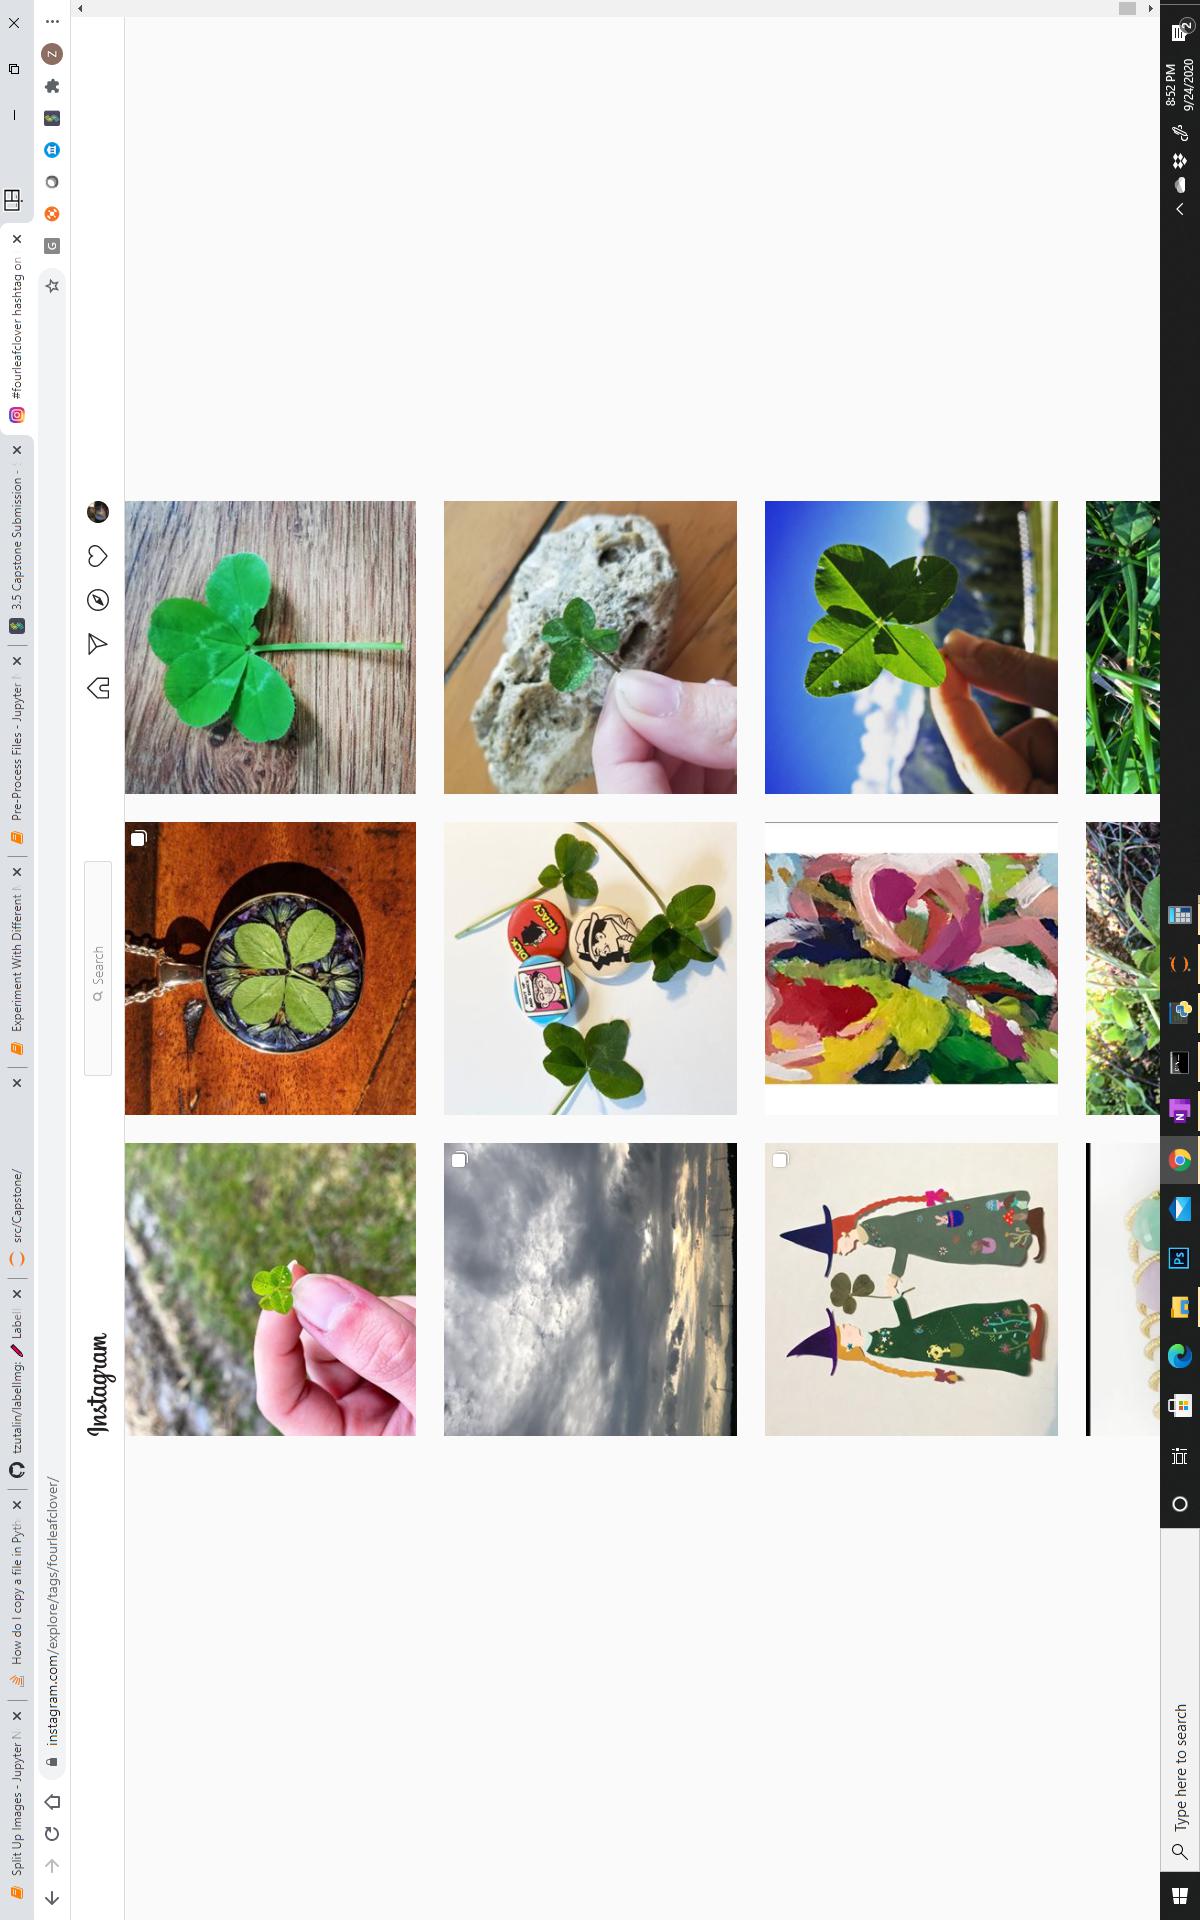 Split Up Images - Jupyter N
How do I copy a file in Pyth
tzutalin/labelImg: Labell
src/Capstone/
Experiment With Different N
Pre-Process Files - Jupyter N
3.5 Capstone Submission -
#fourleafclover hashtag on
instagram.com/explore/tags/fourleafclover/
G
Z
Instagram
Search
DICK
TRACY
Type here to search
Ps
N
8:52 PM
9/24/2020
2